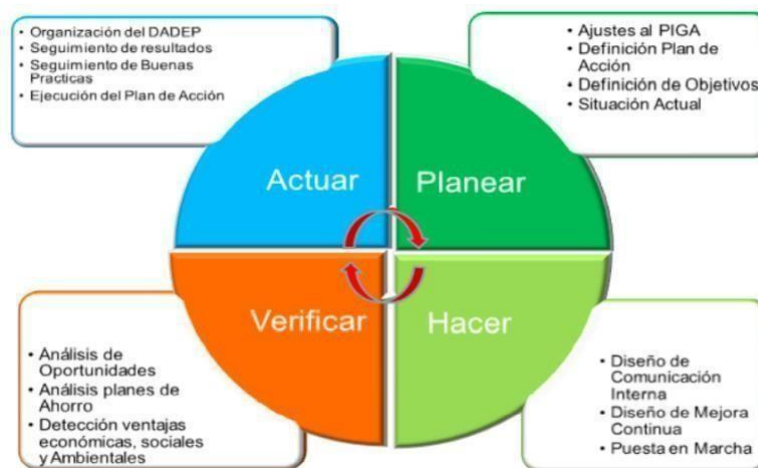 • Organización del DADEP
• Seguimiento de resultados
• Seguimiento de Buenas
Practicas
• Ejecución del Plan de Acción
• Ajustes al PIGA
• Definición Plan de
Acción
• Definición de Objetivos
• Situación Actual
Actuar
Planear
Verificar
Hacer
• Análisis de
Oportunidades
• Análisis planes de
Ahorro
• Detección ventajas
económicas, sociales
y Ambientales
• Diseño de
Comunicación
Interna
• Diseño de Mejora
Continua
• Puesta en Marcha